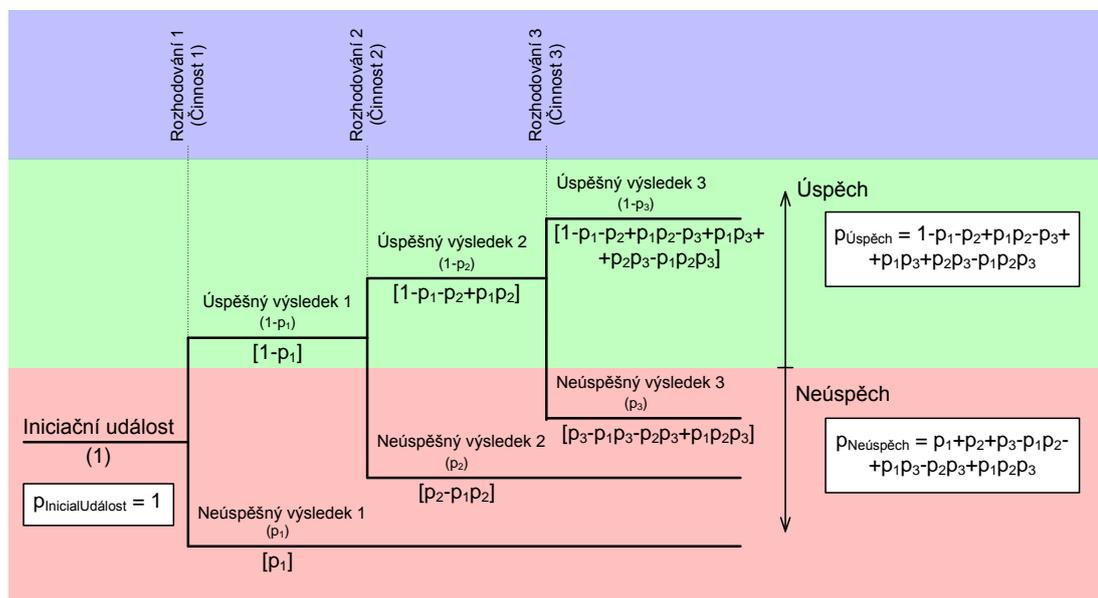 Rozhodování 1
(Činnost 1)
Rozhodování 2
(Činnost 2)
Rozhodování 3
(Činnost 3)
Úspěšný výsledek 3
(1-p₃)
[1-p₁-p₂+p₁p₂-p₃+p₁p₃+
+p₂p₃-p₁p₂p₃]
Úspěch
pÚspěch = 1-p₁-p₂+p₁p₂-p₃+
+p₁p₃+p₂p₃-p₁p₂p₃
Úspěšný výsledek 2
(1-p₂)
[1-p₁-p₂+p₁p₂]
Úspěšný výsledek 1
(1-p₁)
[1-p₁]
Neúspěšný výsledek 3
(p₃)
[p₃-p₁p₃-p₂p₃+p₁p₂p₃]
Neúspěch
pNeúspěch = p₁+p₂+p₃-p₁p₂-
+p₁p₃-p₂p₃+p₁p₂p₃
Iniciační událost
(1)
pInicialUdálost = 1
Neúspěšný výsledek 2
(p₂)
[p₂-p₁p₂]
Neúspěšný výsledek 1
(p₁)
[p₁]